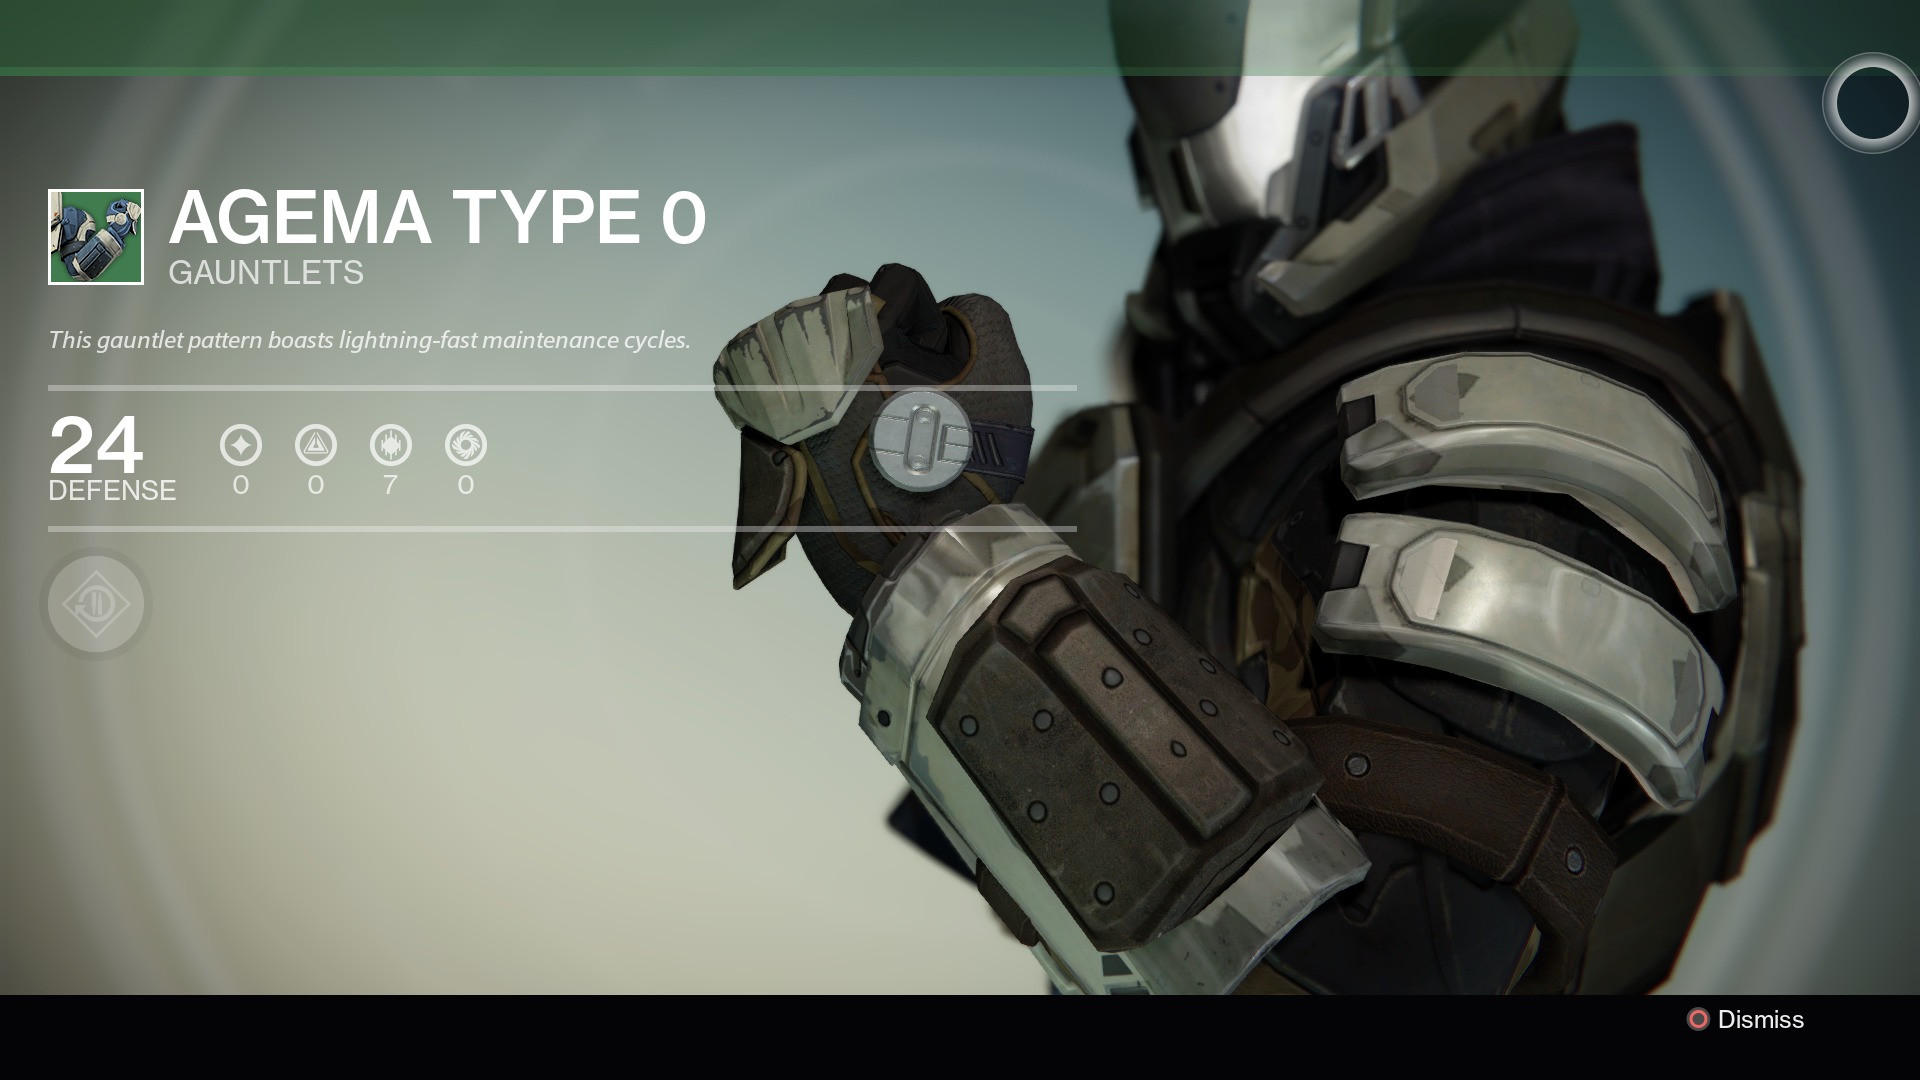 AGEMA TYPE 0
GAUNTLETS
This gauntlet pattern boasts lightning-fast maintenance cycles.
24
DEFENSE
0 0 7 0
Dismiss